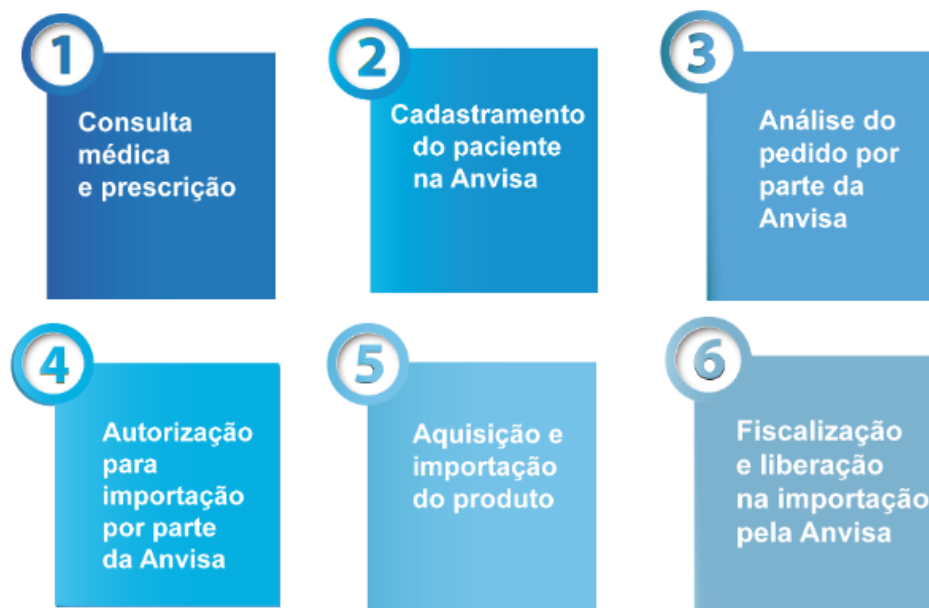 1
Consulta
médica
e prescrição
2
Cadastramento
do paciente
na Anvisa
3
Análise do
pedido por
parte da
Anvisa
4
Autorização
para
importação
por parte
da Anvisa
5
Aquisição e
importação
do produto
6
Fiscalização
e liberação
na importação
pela Anvisa